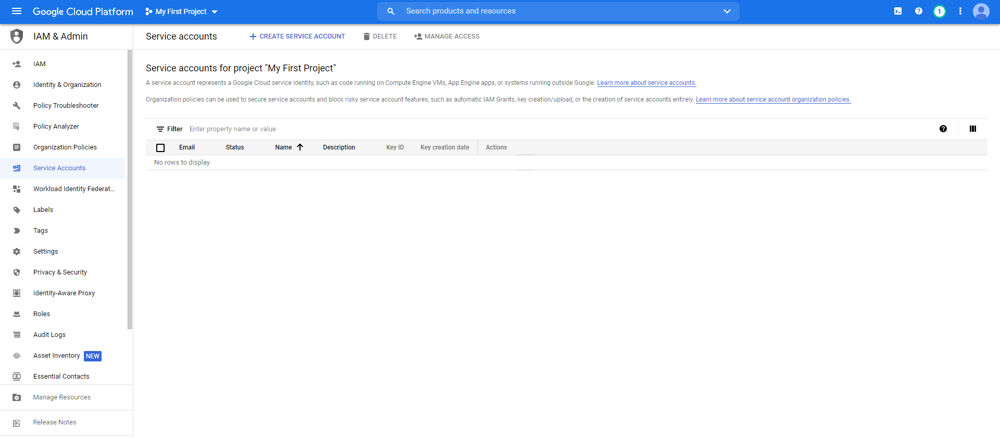 Google Cloud Platform My First Project Search products and resources 1
IAM & Admin
Service accounts CREATE SERVICE ACCOUNT DELETE MANAGE ACCESS
IAM
Identity & Organization
Policy Troubleshooter
Policy Analyzer
Organization Policies
Service Accounts
Workload Identity Federat...
Labels
Tags
Settings
Privacy & Security
Identity-Aware Proxy
Roles
Audit Logs
Asset Inventory NEW
Essential Contacts
Manage Resources
Release Notes
Service accounts for project "My First Project"
A service account represents a Google Cloud service identity, such as code running on Compute Engine VMs, App Engine apps, or systems running outside Google. Learn more about service accounts.
Organization policies can be used to secure service accounts and block risky service account features, such as automatic IAM Grants, key creation/upload, or the creation of service accounts entirely. Learn more about service account organization policies.
Filter Enter property name or value
Email Status Name Description Key ID Key creation date Actions
No rows to display